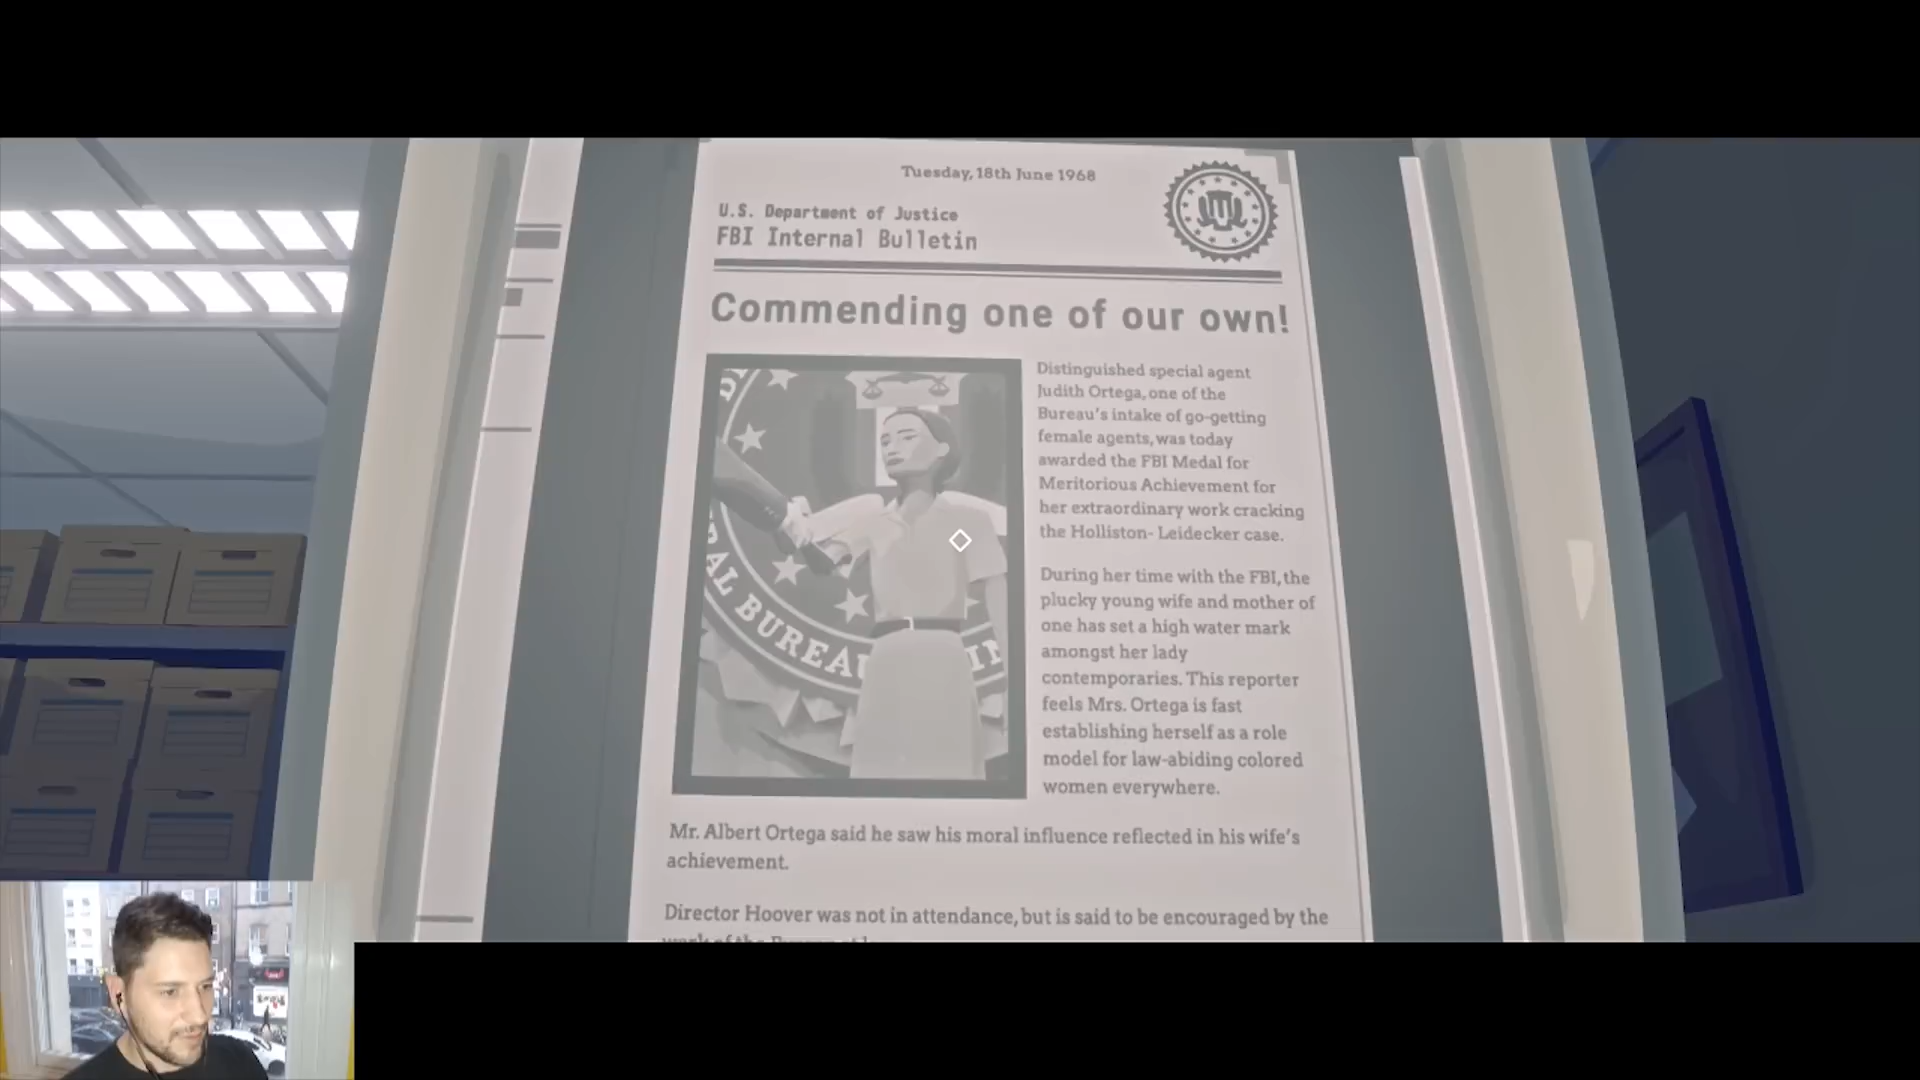 Tuesday, 18th June 1968
U.S. Department of Justice
FBI Internal Bulletin
Commending one of our own!
Distinguished special agent
Judith Ortega, one of the
Bureau's intake of go-getting
female agents, was today
awarded the FBI Medal for
Meritorious Achievement for
her extraordinary work cracking
the Holliston- Leidecker case.
During her time with the FBI, the
plucky young wife and mother of
one has set a high water mark
amongst her lady
contemporaries. This reporter
feels Mrs. Ortega is fast
establishing herself as a role
model for law-abiding colored
women everywhere.
RAL BUREAU
Mr. Albert Ortega said he saw his moral influence reflected in his wife's
achievement.
Director Hoover was not in attendance, but is said to be encouraged by the